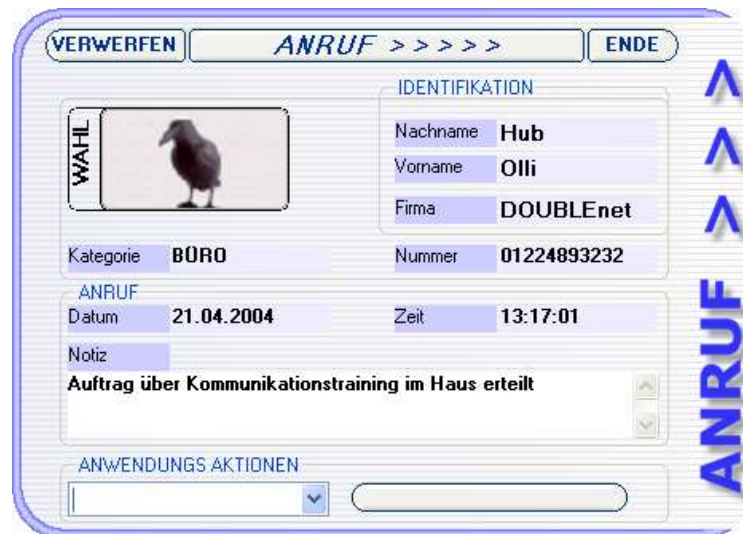 VERWERFEN
ANRUF > > > > >
ENDE
IDENTIFIKATION
WAHL
Nachname Hub
Vorname Olli
Firma DOUBLEnet
Kategorie BÜRO
Nummer 01224893232
ANRUF
Datum 21.04.2004
Zeit 13:17:01
Notiz
Auftrag über Kommunikationstraining im Haus erteilt
ANWENDUNGS AKTIONEN
ANRUF > > >